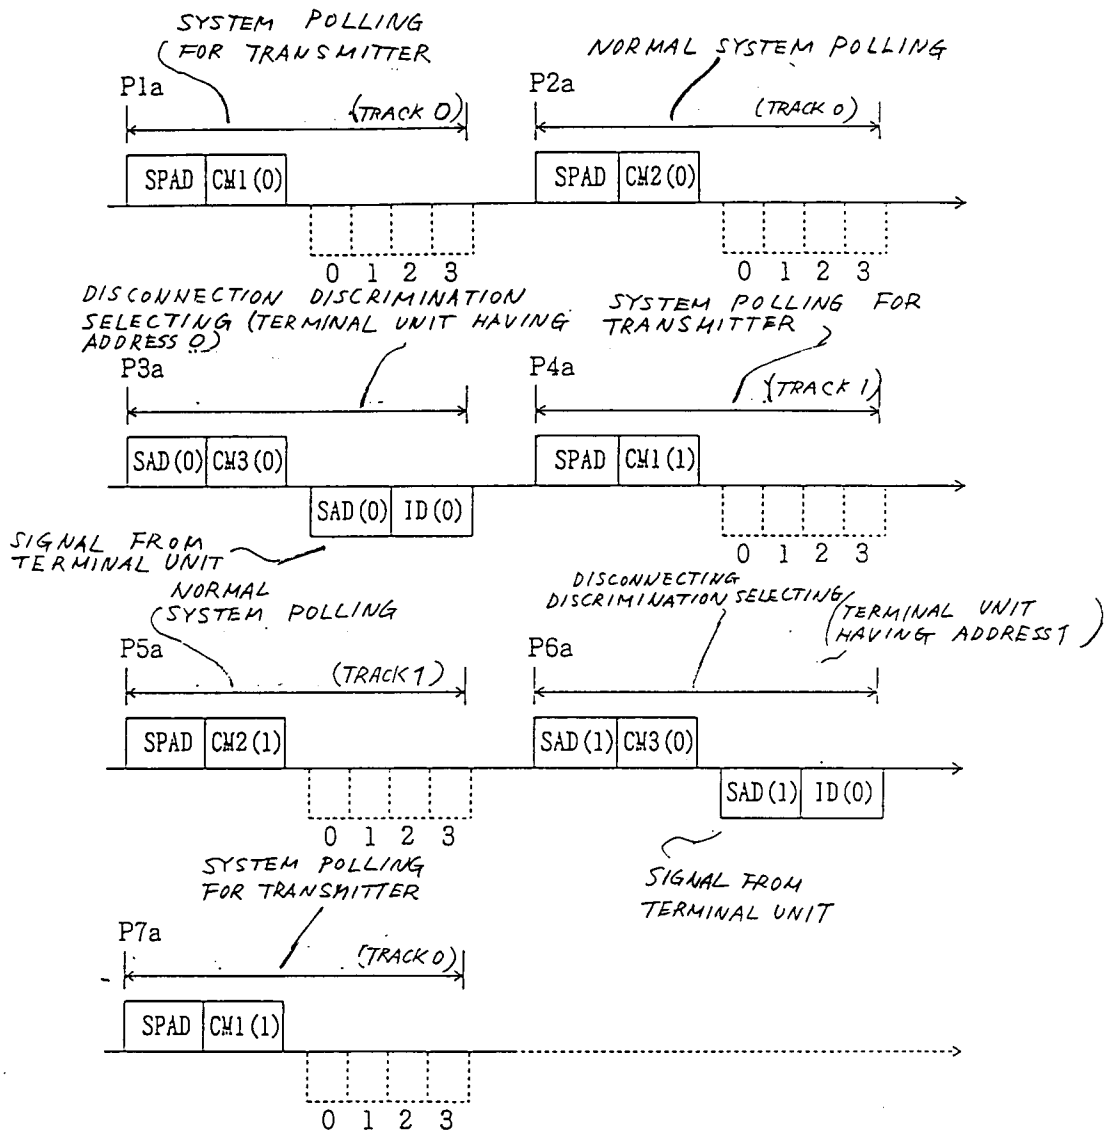 SYSTEM POLLING
FOR TRANSMITTER
NORMAL SYSTEM POLLING
P1a
(TRACK 0)
P2a
(TRACK 0)
SPAD CM1(0)
SPAD CM2(0)
0 1 2 3
0 1 2 3
DISCONNECTION DISCRIMINATION
SELECTING (TERMINAL UNIT HAVING
ADDRESS 0)
SYSTEM POLLING FOR
TRANSMITTER
P3a
P4a
(TRACK 1)
SAD(0) CM3(0)
SPAD CM1(1)
SAD(0) ID(0)
0 1 2 3
SIGNAL FROM
TERMINAL UNIT
NORMAL
SYSTEM POLLING
DISCONNECTING
DISCRIMINATION SELECTING
(TERMINAL UNIT
HAVING ADDRESS 1)
P5a
(TRACK 1)
P6a
SPAD CM2(1)
SAD(1) CM3(0)
0 1 2 3
SAD(1) ID(0)
SYSTEM POLLING
FOR TRANSMITTER
SIGNAL FROM
TERMINAL UNIT
P7a
(TRACK 0)
SPAD CM1(1)
0 1 2 3